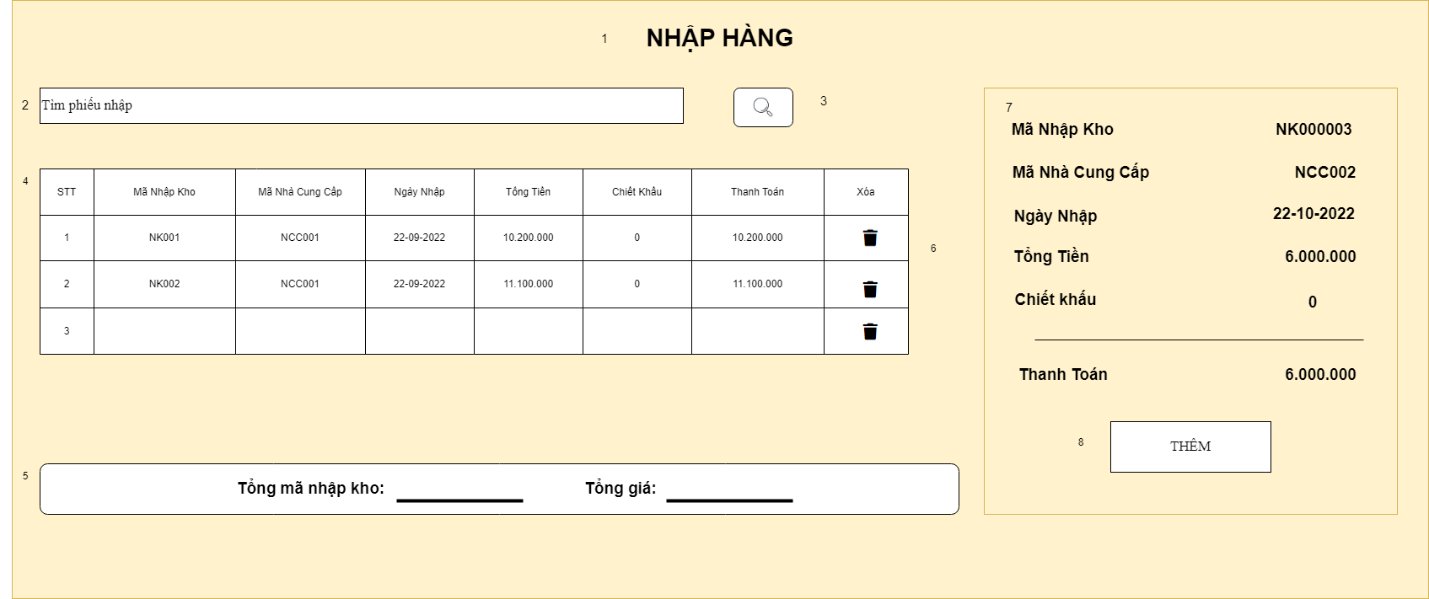 1 NHẬP HÀNG
2 Tìm phiếu nhập 3
4
STT Mã Nhập Kho Mã Nhà Cung Cấp Ngày Nhập Tổng Tiền Chiết Khấu Thanh Toán Xóa
1 NK001 NCC001 22-09-2022 10.200.000 0 10.200.000
2 NK002 NCC001 22-09-2022 11.100.000 0 11.100.000
3
6
5 Tổng mã nhập kho: Tổng giá:
7
Mã Nhập Kho NK000003
Mã Nhà Cung Cấp NCC002
Ngày Nhập 22-10-2022
Tổng Tiền 6.000.000
Chiết khấu 0
Thanh Toán 6.000.000
8 THÊM